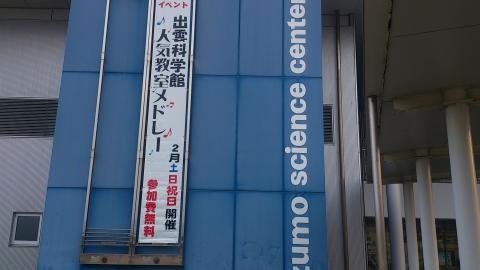 イベント
出雲科学館
人気教室メドレー
2月土日祝日開催
参加費無料
zumo science center